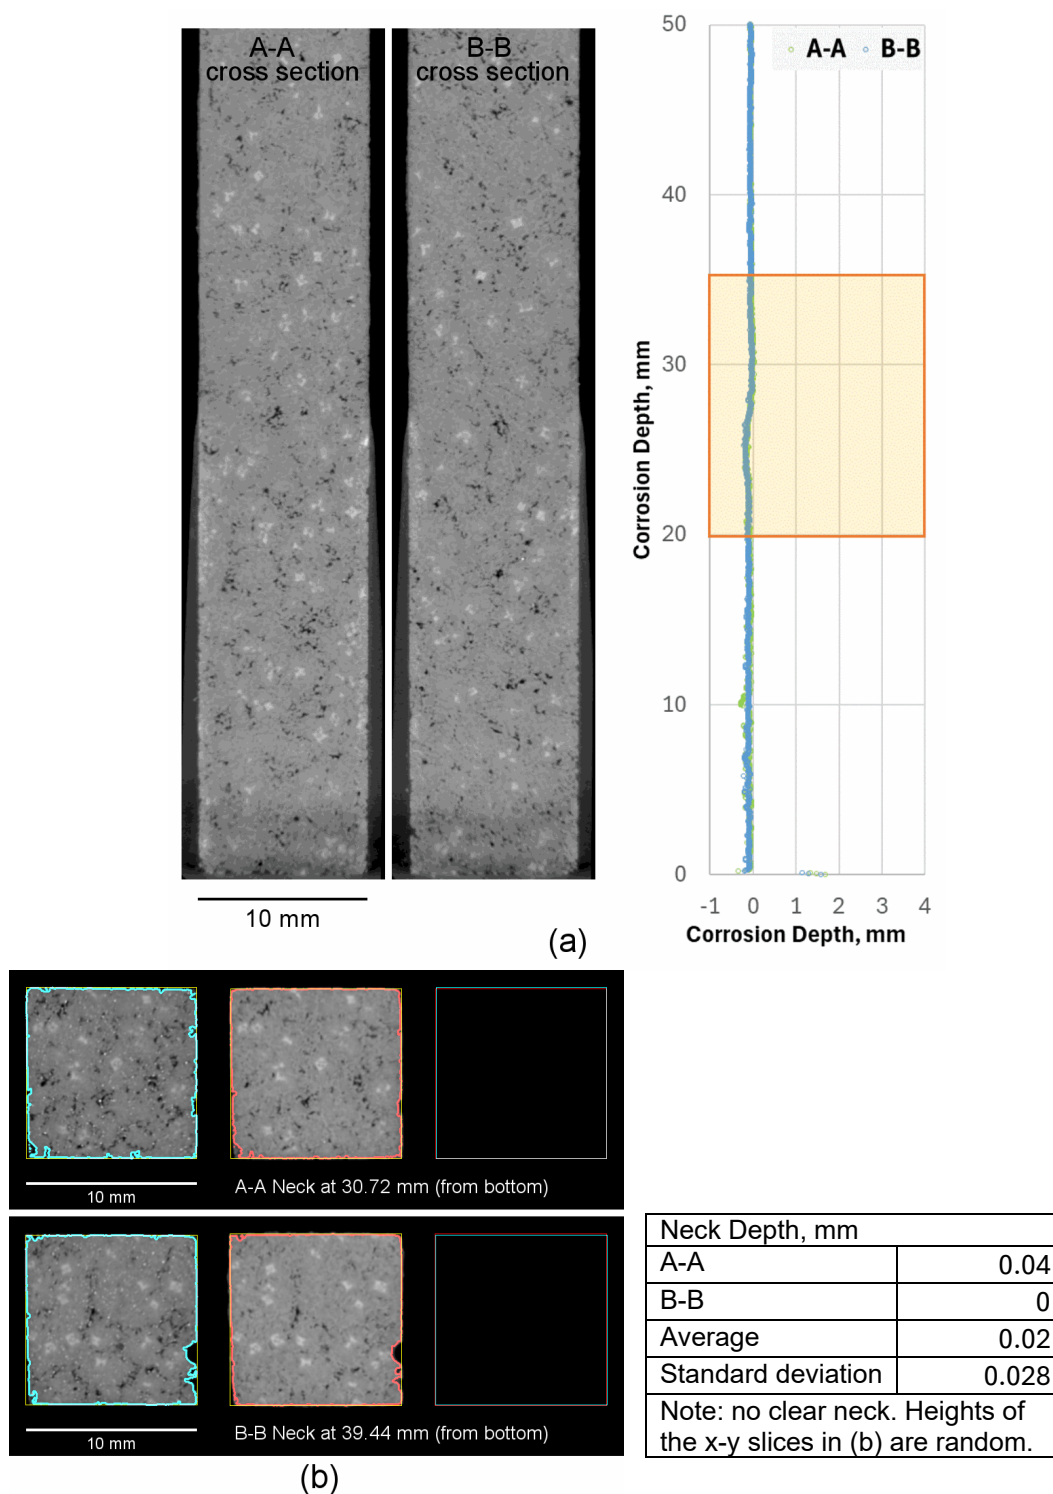 A-A
cross section
B-B
cross section
10 mm
(a)
A-A B-B
50
40
30
20
10
0
Corrosion Depth, mm
-1 0 1 2 3 4
Corrosion Depth, mm
10 mm
A-A Neck at 30.72 mm (from bottom)
10 mm
B-B Neck at 39.44 mm (from bottom)
(b)
Neck Depth, mm
A-A 0.04
B-B 0
Average 0.02
Standard deviation 0.028
Note: no clear neck. Heights of
the x-y slices in (b) are random.